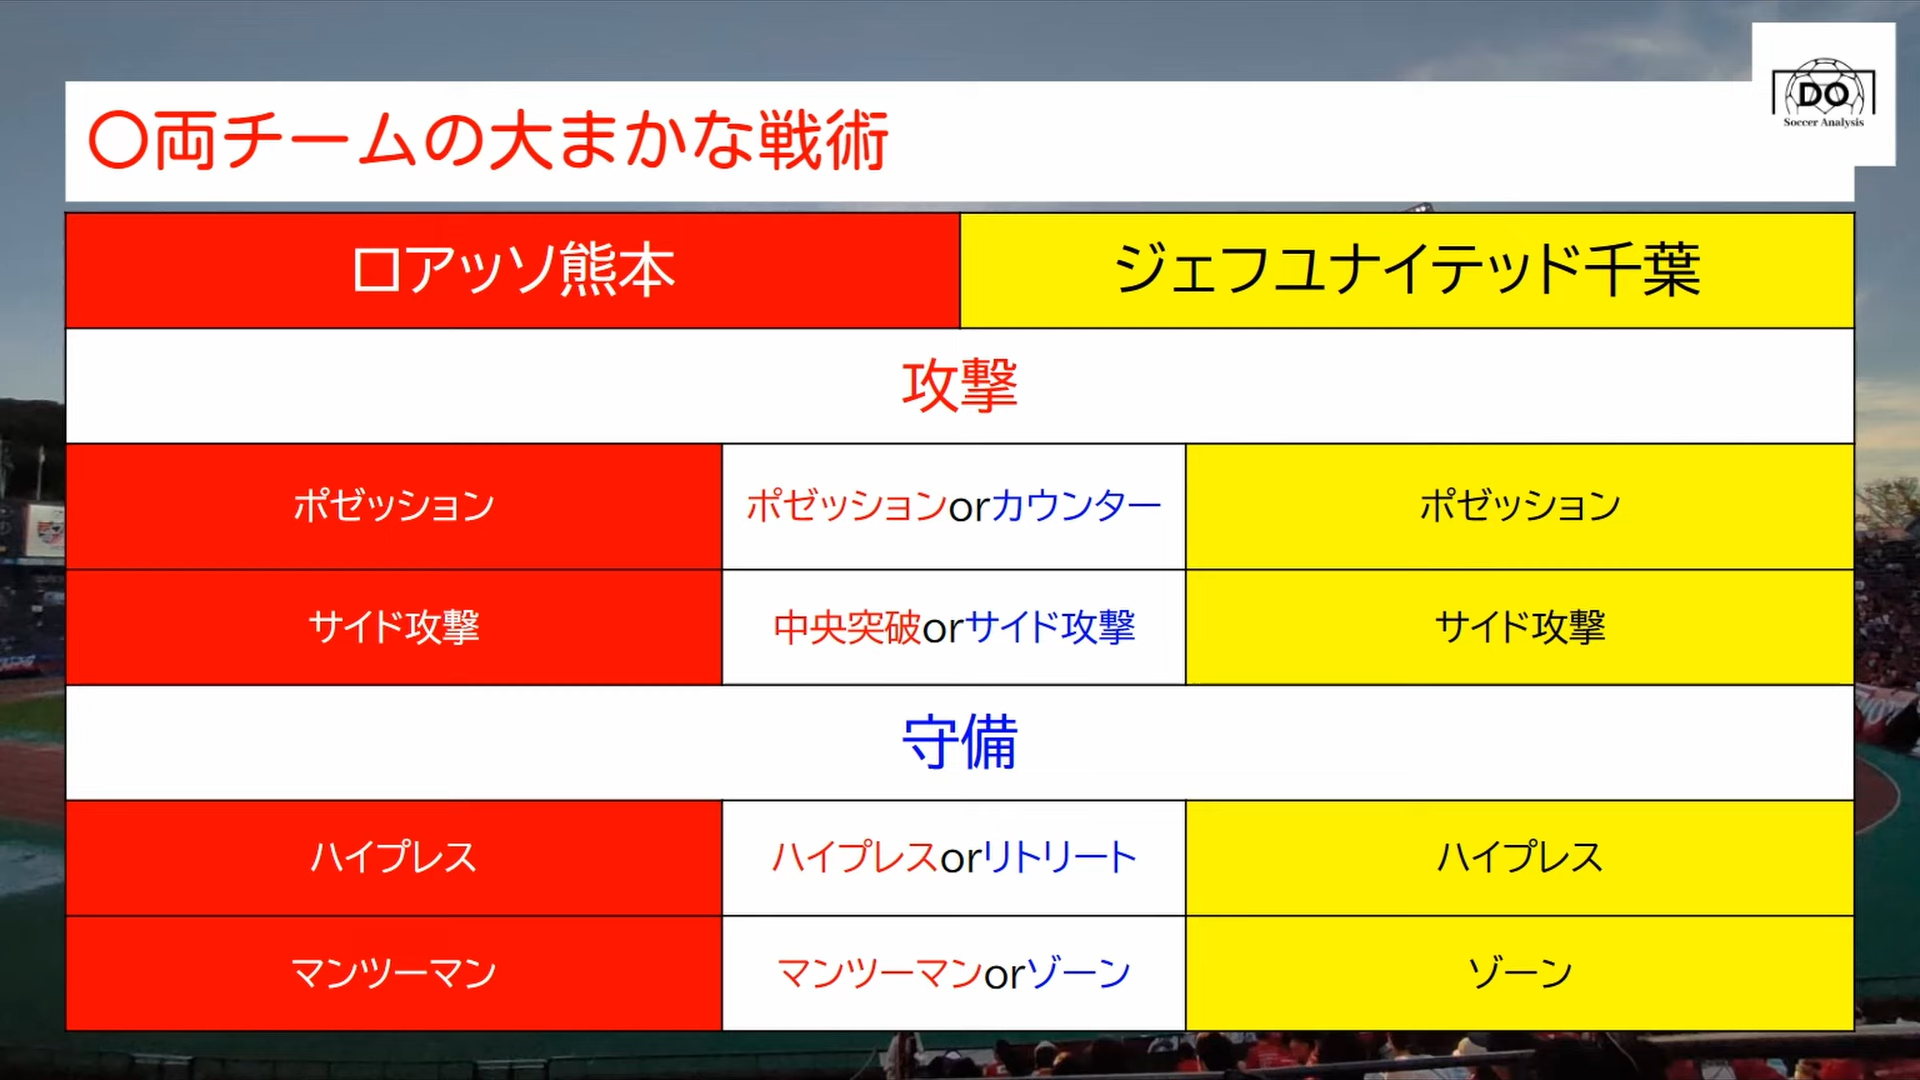 〇両チームの大まかな戦術
DO
Soccer Analysis
ロアッソ熊本
ジェフユナイテッド千葉
攻撃
ポゼッション
ポゼッションorカウンター
ポゼッション
サイド攻撃
中央突破orサイド攻撃
サイド攻撃
守備
ハイプレス
ハイプレスorリトリート
ハイプレス
マンツーマン
マンツーマンorゾーン
ゾーン